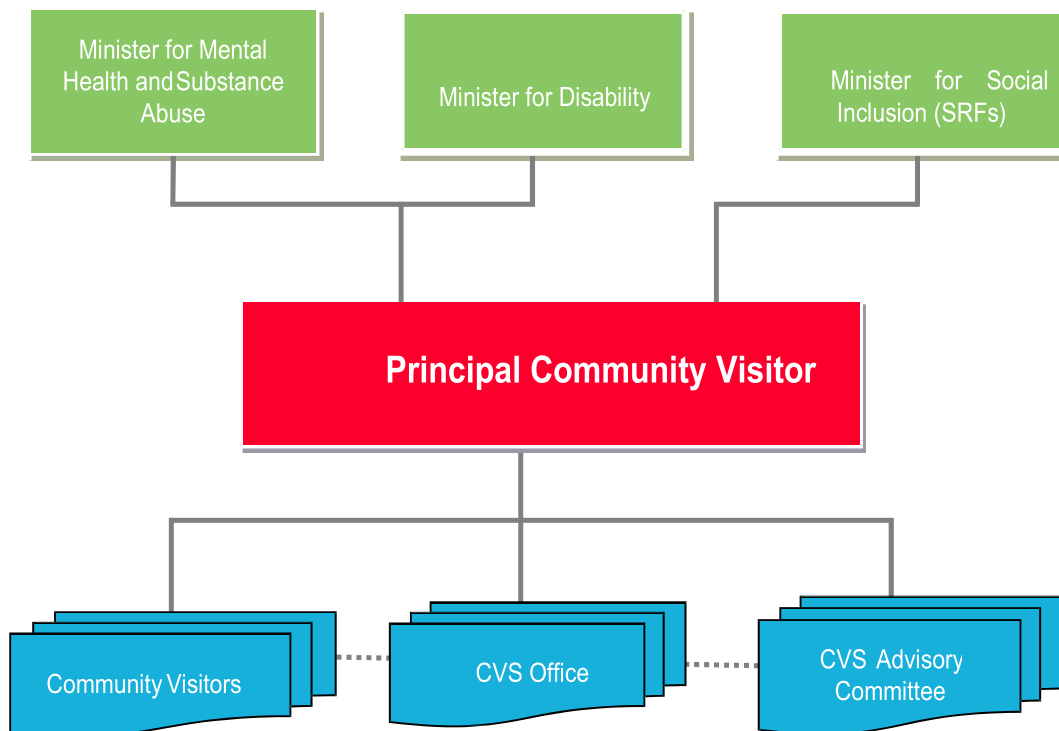 Minister for Mental
Health and Substance
Abuse
Minister for Disability
Minister for Social
Inclusion (SRFs)
Principal Community Visitor
Community Visitors
CVS Office
CVS Advisory
Committee